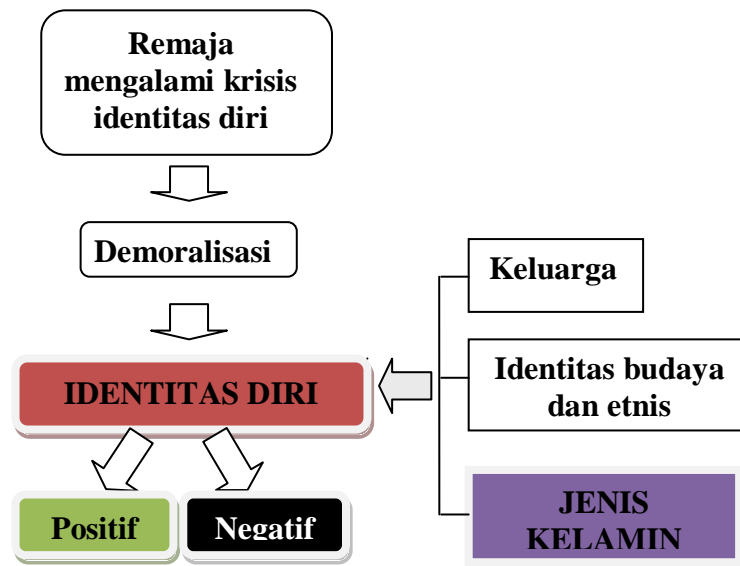 Remaja
mengalami krisis
identitas diri
Demoralisasi
Keluarga
IDENTITAS DIRI
Identitas budaya
dan etnis
Positif
Negatif
JENIS
KELAMIN